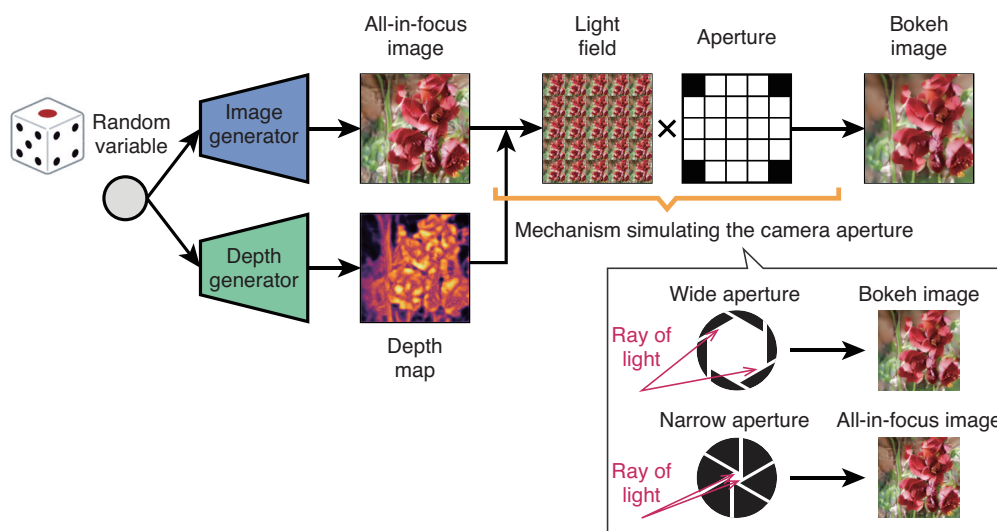 All-in-focus
image
Light
field
Aperture
Bokeh
image
Random
variable
Image
generator
×
Depth
generator
Depth
map
Mechanism simulating the camera aperture
Wide aperture
Bokeh image
Ray of
light
Narrow aperture
All-in-focus image
Ray of
light